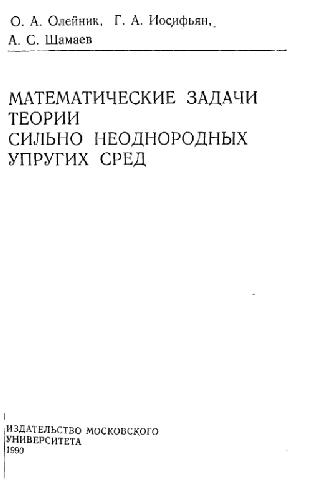 О. А. Олейник, Г. А. Иосифьян,
А. С. Шамаев
МАТЕМАТИЧЕСКИЕ ЗАДАЧИ
ТЕОРИИ
СИЛЬНО НЕОДНОРОДНЫХ
УПРУГИХ СРЕД
ИЗДАТЕЛЬСТВО МОСКОВСКОГО
УНИВЕРСИТЕТА
1990